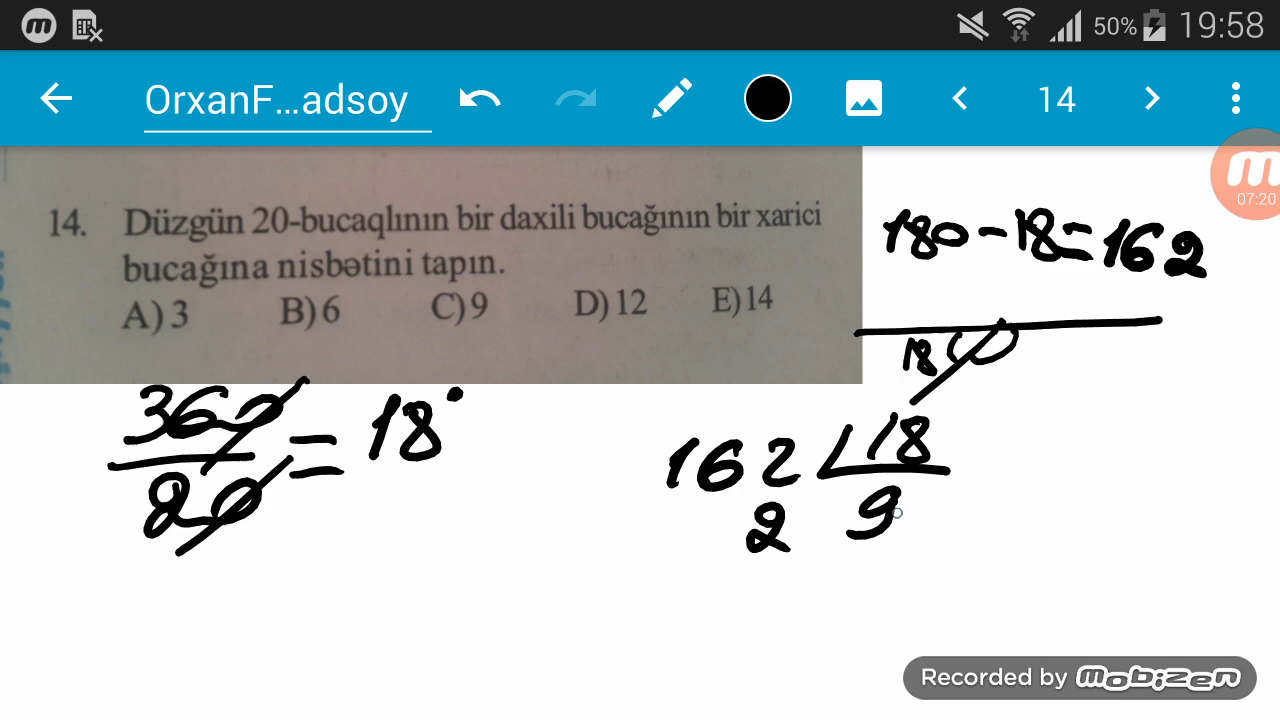 50% 19:58
OrxanF...adsoy 14
07:20
14. Düzgün 20-bucaqlının bir daxili bucağının bir xarici
bucağına nisbətini tapın.
A) 3 B) 6 C) 9 D) 12 E) 14
180-18=162
18
360/20=18°
162 18
2 9
Recorded by mobizen